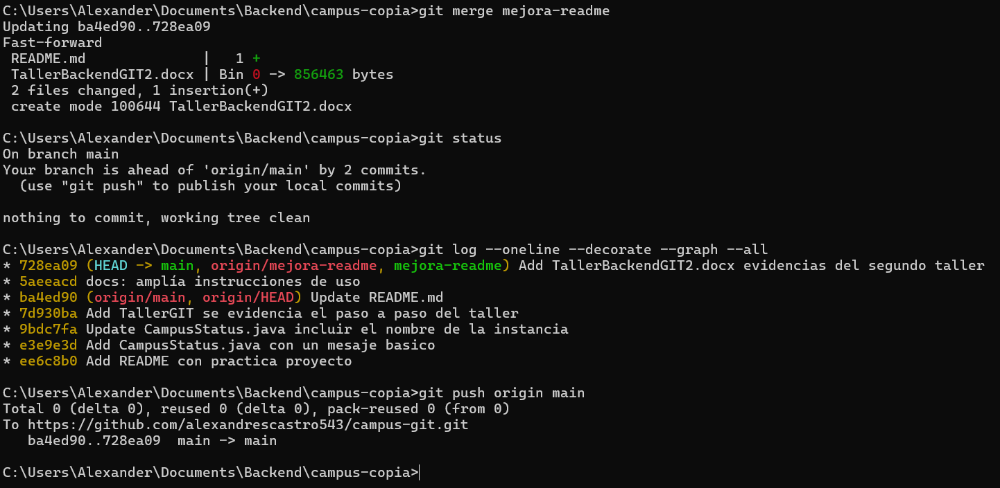 C:\Users\Alexander\Documents\Backend\campus-copia>git merge mejora-readme
Updating ba4ed90..728ea09
Fast-forward
 README.md              |   1 +
 TallerBackendGIT2.docx | Bin 0 -> 856463 bytes
 2 files changed, 1 insertion(+)
 create mode 100644 TallerBackendGIT2.docx

C:\Users\Alexander\Documents\Backend\campus-copia>git status
On branch main
Your branch is ahead of 'origin/main' by 2 commits.
  (use "git push" to publish your local commits)

nothing to commit, working tree clean

C:\Users\Alexander\Documents\Backend\campus-copia>git log --oneline --decorate --graph --all
* 728ea09 (HEAD -> main, origin/mejora-readme, mejora-readme) Add TallerBackendGIT2.docx evidencias del segundo taller
* 5aeeacd docs: amplía instrucciones de uso
* ba4ed90 (origin/main, origin/HEAD) Update README.md
* 7d930ba Add TallerGIT se evidencia el paso a paso del taller
* 9bdc7fa Update CampusStatus.java incluir el nombre de la instancia
* e3e9e3d Add CampusStatus.java con un mesaje basico
* ee6c8b0 Add README con practica proyecto

C:\Users\Alexander\Documents\Backend\campus-copia>git push origin main
Total 0 (delta 0), reused 0 (delta 0), pack-reused 0 (from 0)
To https://github.com/alexandrescastro543/campus-git.git
   ba4ed90..728ea09  main -> main

C:\Users\Alexander\Documents\Backend\campus-copia>